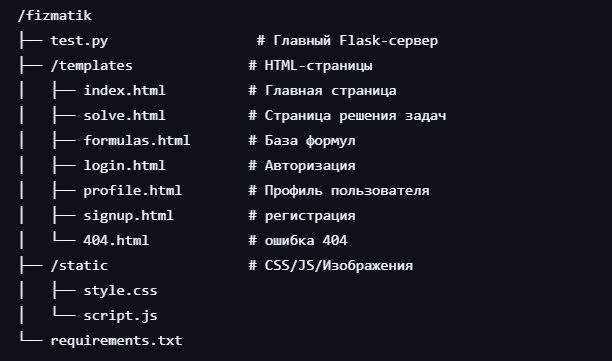 /fizmatik
├── test.py                  # Главный Flask-сервер
├── /templates              # HTML-страницы
│   ├── index.html          # Главная страница
│   ├── solve.html          # Страница решения задач
│   ├── formulas.html       # База формул
│   ├── login.html          # Авторизация
│   ├── profile.html        # Профиль пользователя
│   ├── signup.html         # регистрация
│   └── 404.html            # ошибка 404
├── /static                 # CSS/JS/Изображения
│   ├── style.css
│   └── script.js
└── requirements.txt